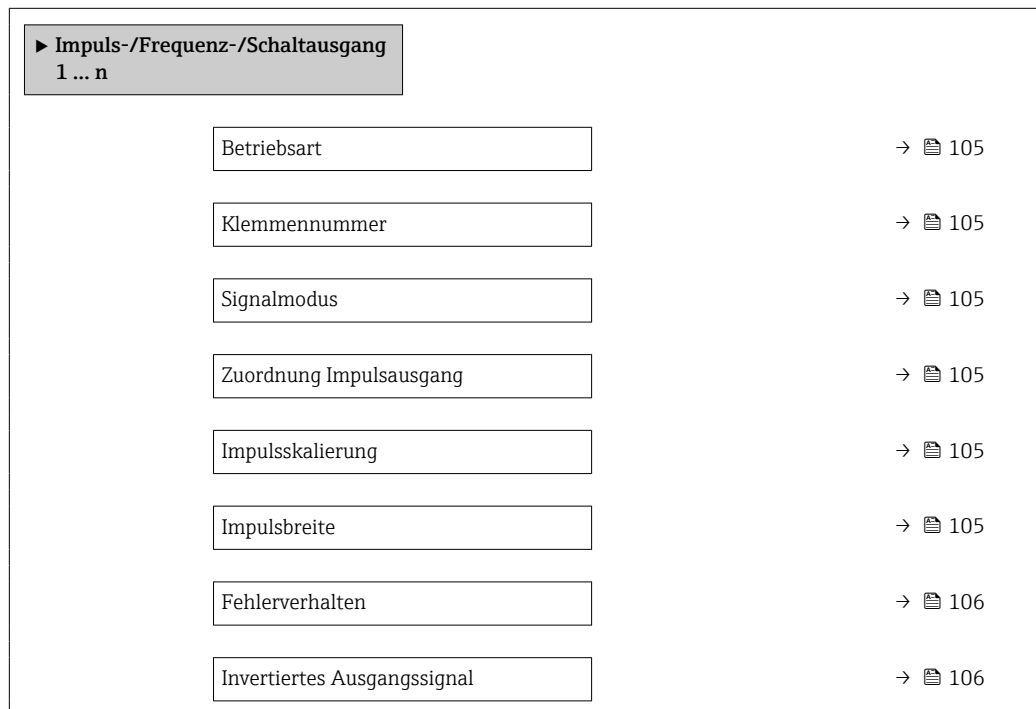 ▶ Impuls-/Frequenz-/Schaltausgang
1 … n
Betriebsart → 105
Klemmennummer → 105
Signalmodus → 105
Zuordnung Impulsausgang → 105
Impulsskalierung → 105
Impulsbreite → 105
Fehlerverhalten → 106
Invertiertes Ausgangssignal → 106